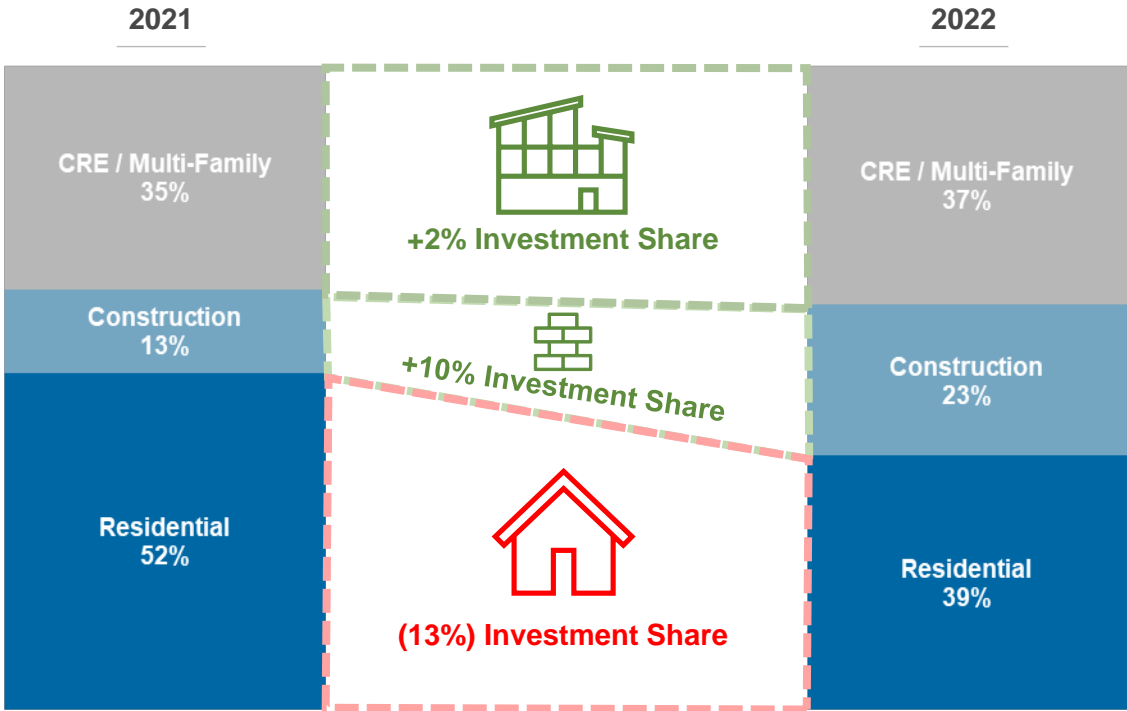 2021
2022
CRE / Multi-Family
35%
+2% Investment Share
CRE / Multi-Family
37%
Construction
13%
+10% Investment Share
Construction
23%
Residential
52%
(13%) Investment Share
Residential
39%